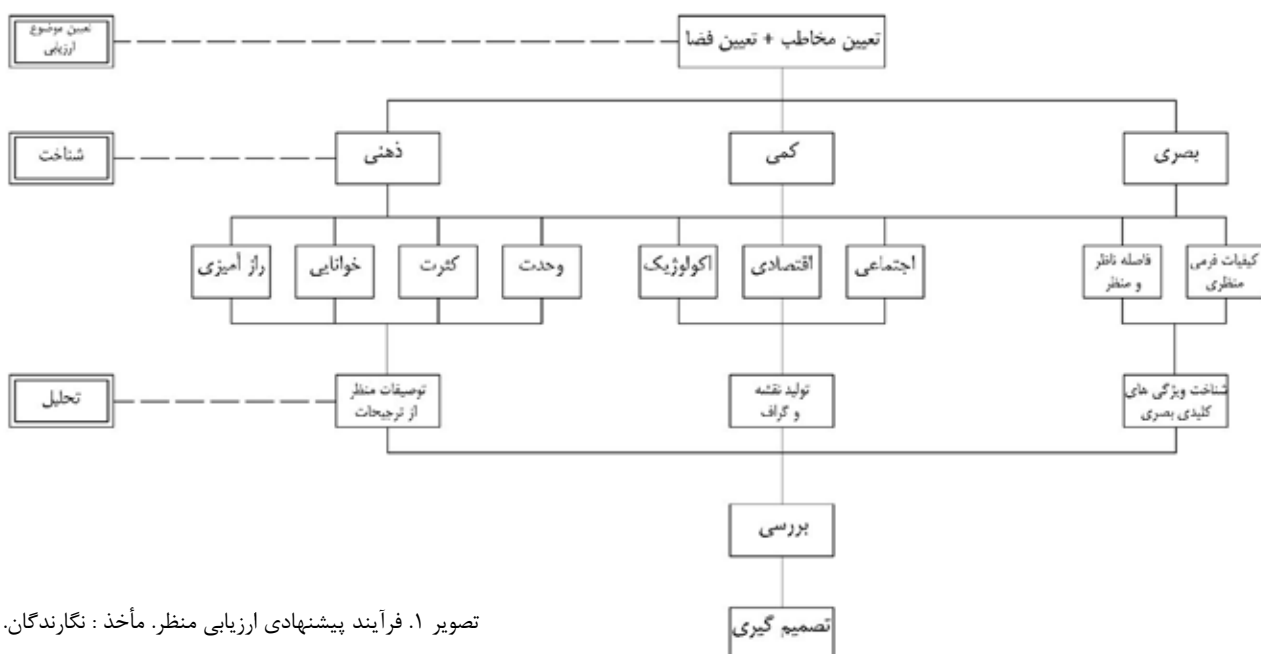 تعیین مخاطب + تعیین فضا
تعیین موضوع
ارزیابی
بصری
کمی
ذهنی
شناخت
کیفیات فرمی
منظری
فاصله ناظر
و منظر
اجتماعی
اقتصادی
اکولوژیک
وحدت
کثرت
خوانایی
راز آمیزی
شناخت ویژگی های
کلیدی بصری
تولید نقشه
و گراف
توصیفات منظر
از ترجیحات
تحلیل
بررسی
تصمیم گیری
تصویر ۱. فرآیند پیشنهادی ارزیابی منظر. مأخذ : نگارندگان.